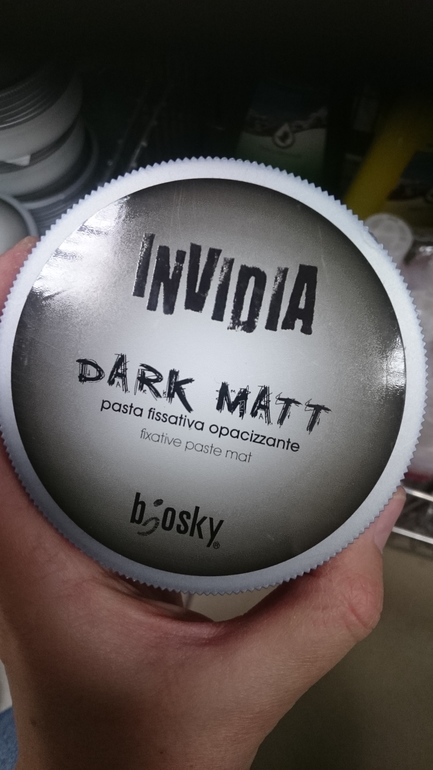 INVIDIA
DARK MATT
pasta fissativa opacizzante
fixative paste mat
biosky®